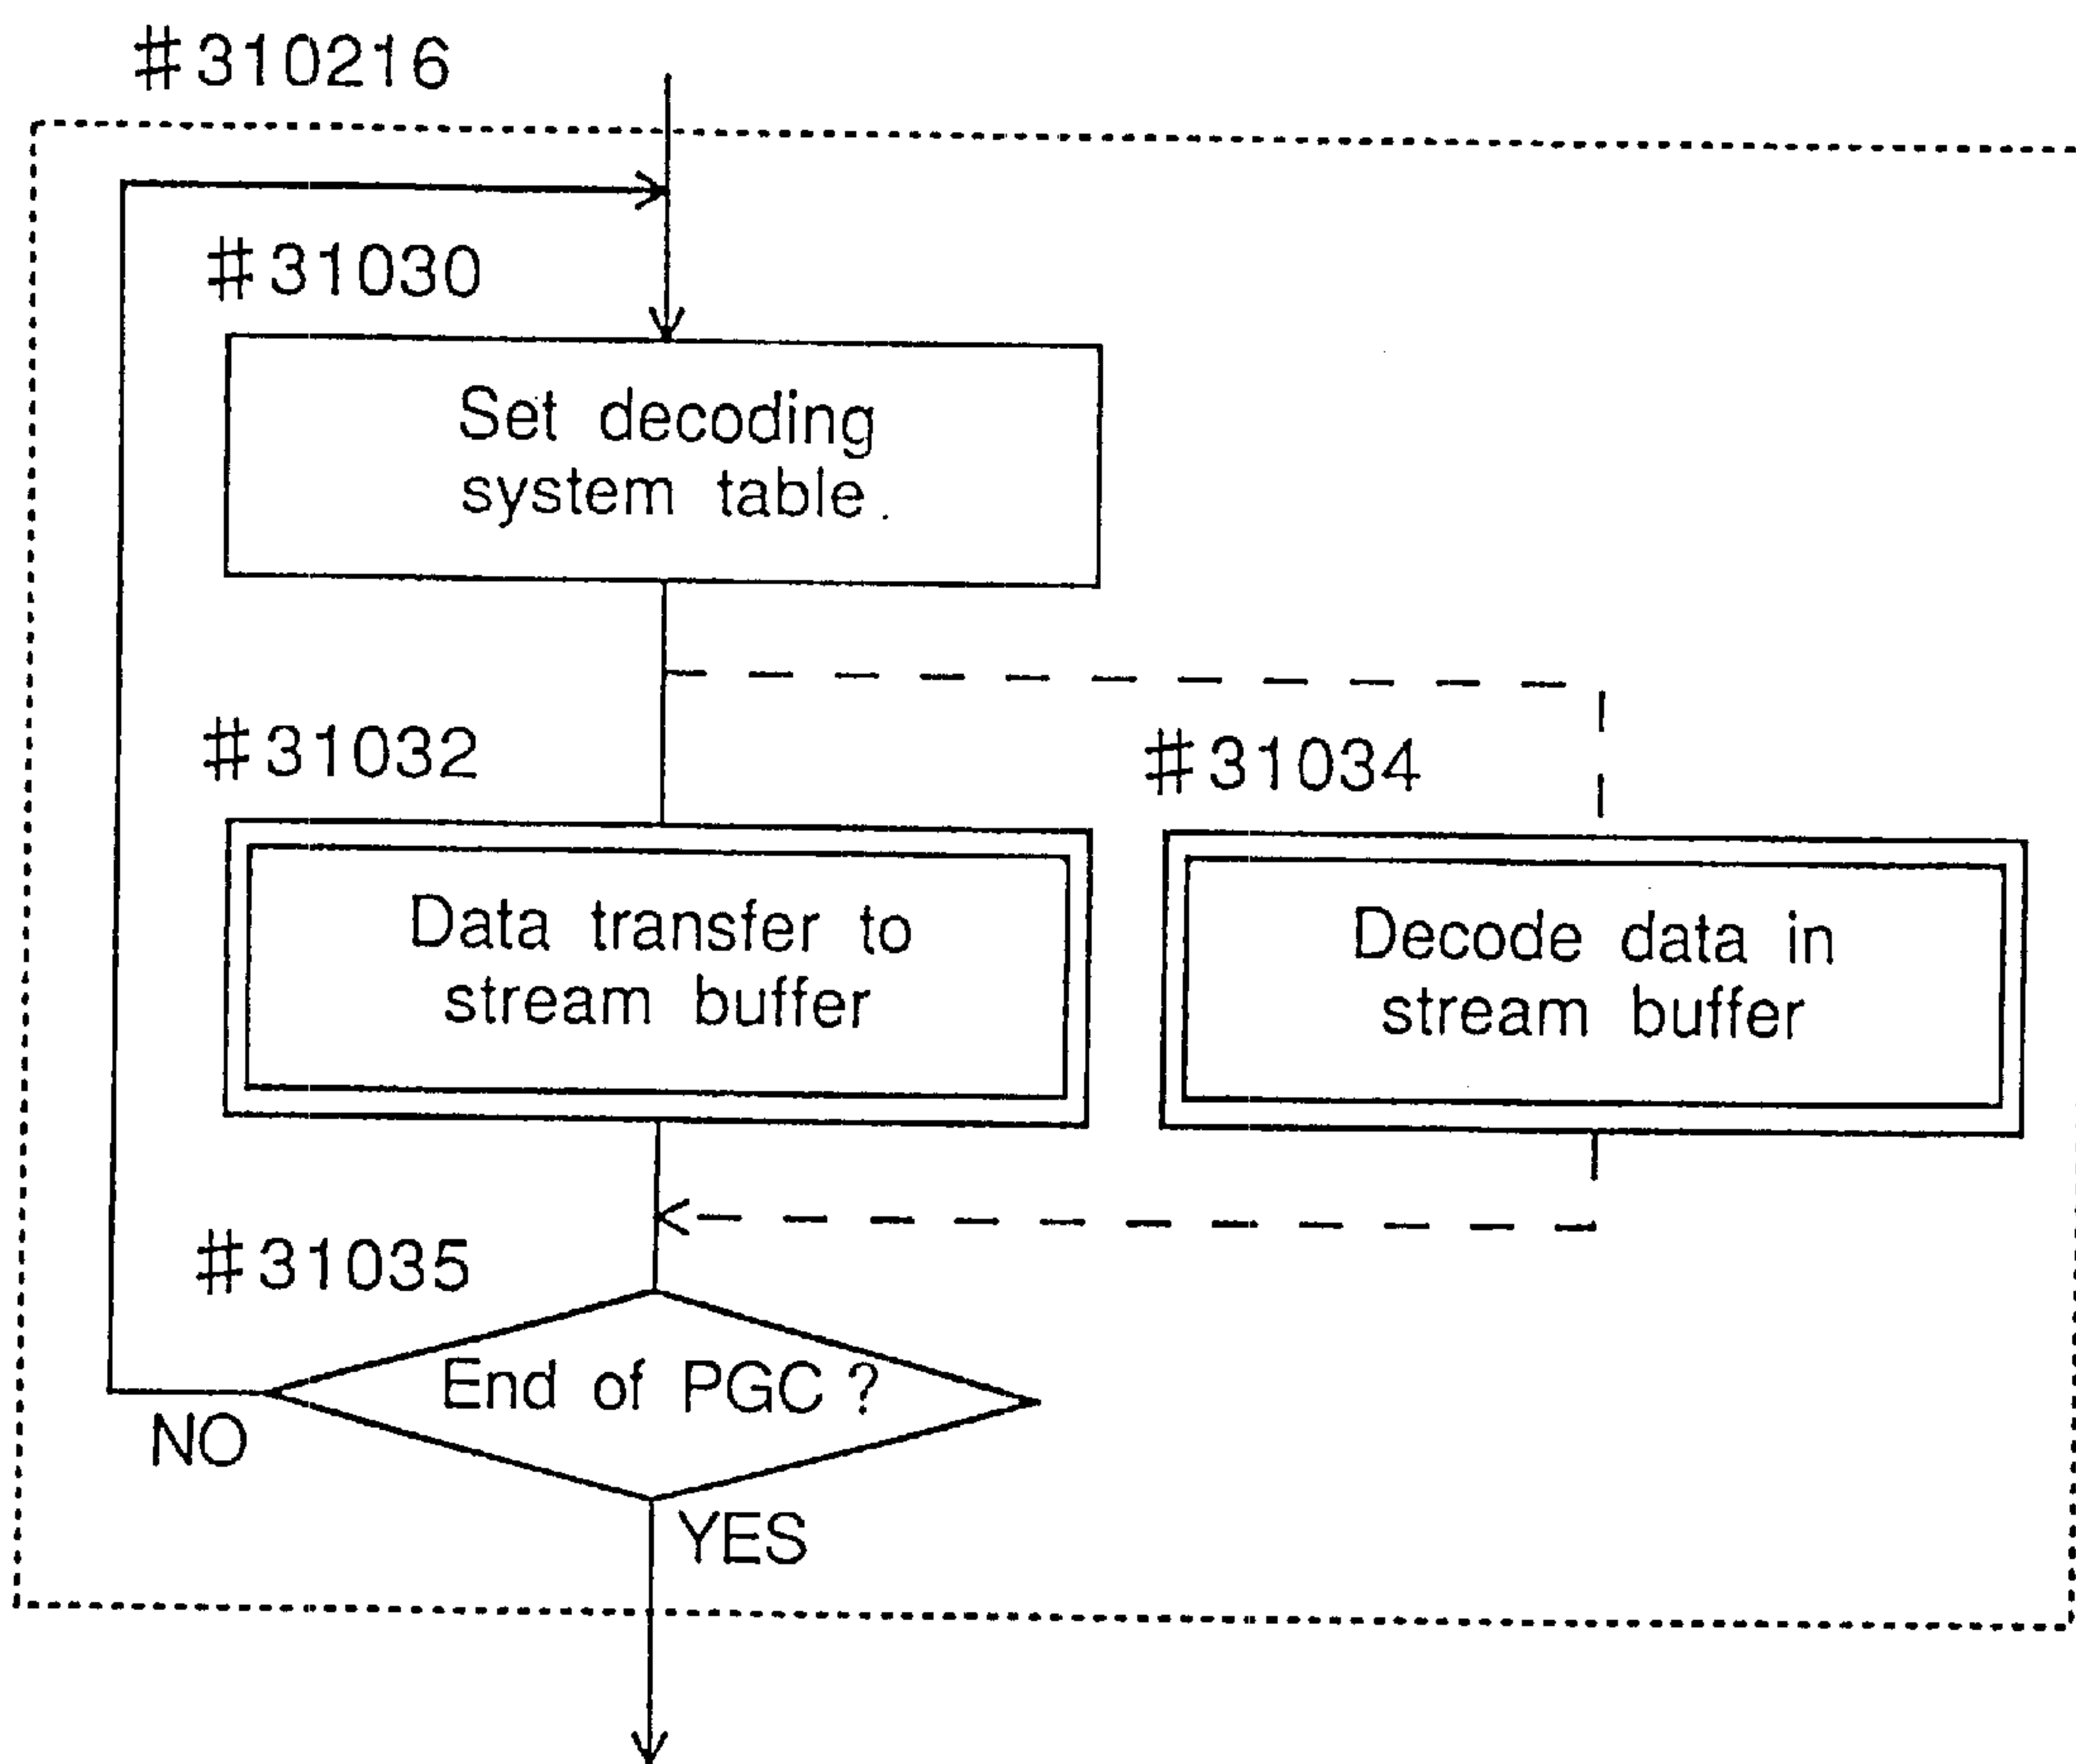 #310216
#31030
Set decoding
system table.
#31032
#31034
Data transfer to
stream buffer
Decode data in
stream buffer
#31035
End of PGC ?
NO
YES